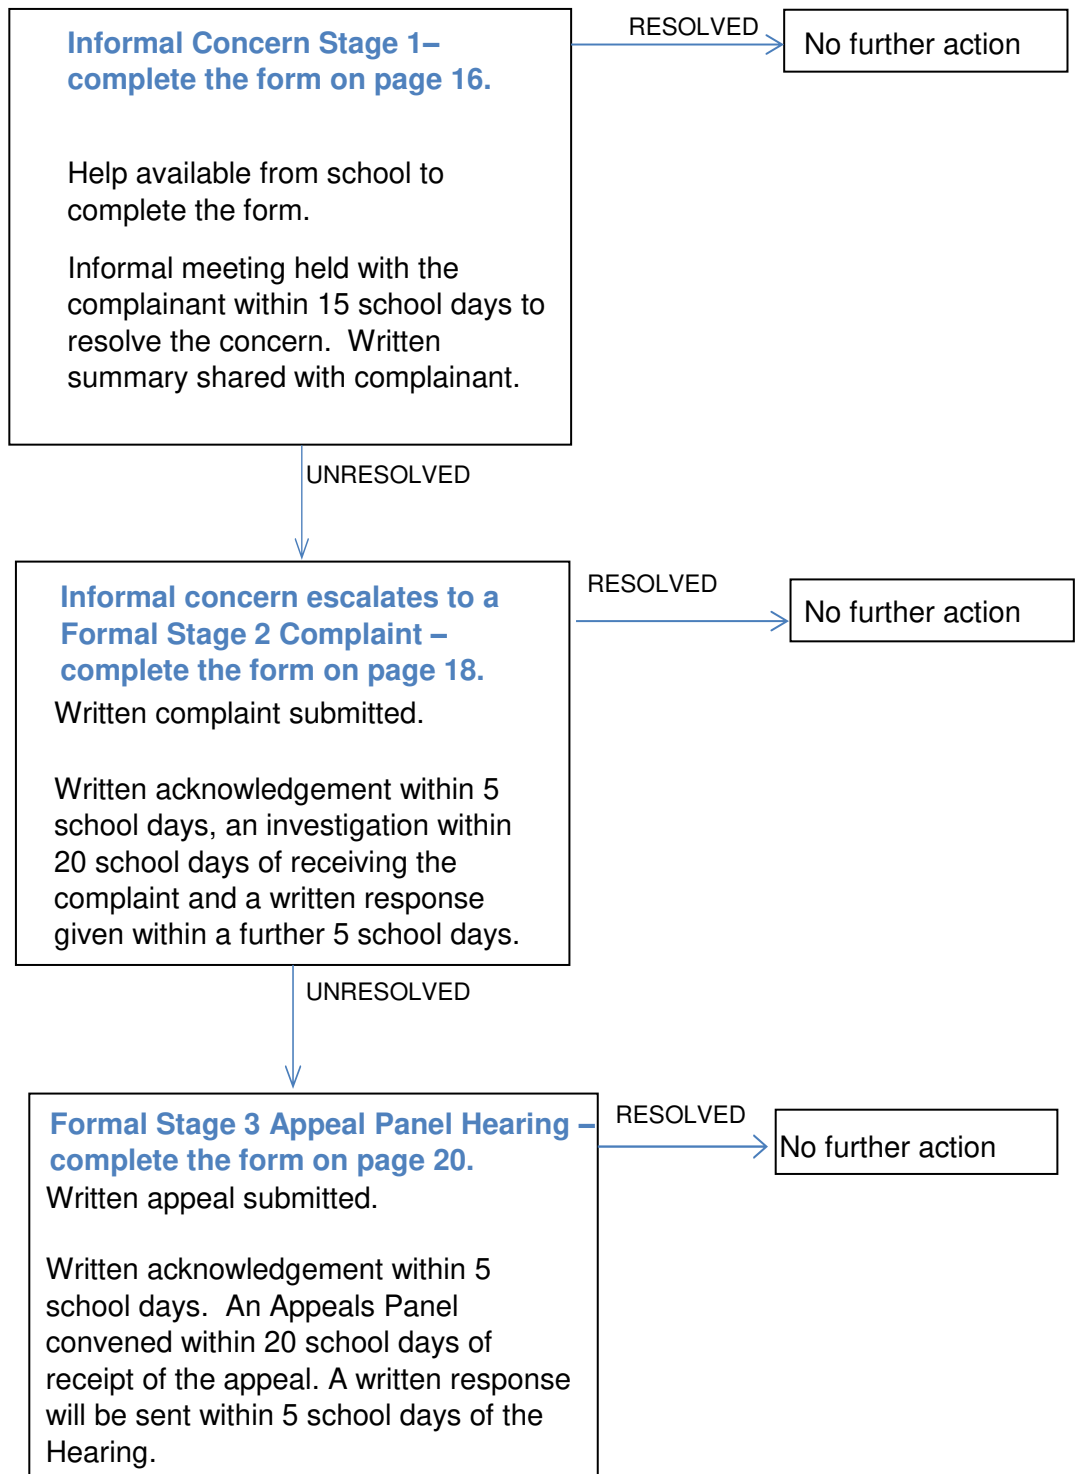 Informal Concern Stage 1–
complete the form on page 16.
Help available from school to
complete the form.
Informal meeting held with the
complainant within 15 school days to
resolve the concern.  Written
summary shared with complainant.
RESOLVED
No further action
UNRESOLVED
Informal concern escalates to a
Formal Stage 2 Complaint –
complete the form on page 18.
Written complaint submitted.
Written acknowledgement within 5
school days, an investigation within
20 school days of receiving the
complaint and a written response
given within a further 5 school days.
RESOLVED
No further action
UNRESOLVED
Formal Stage 3 Appeal Panel Hearing –
complete the form on page 20.
Written appeal submitted.
Written acknowledgement within 5
school days.  An Appeals Panel
convened within 20 school days of
receipt of the appeal. A written response
will be sent within 5 school days of the
Hearing.
RESOLVED
No further action